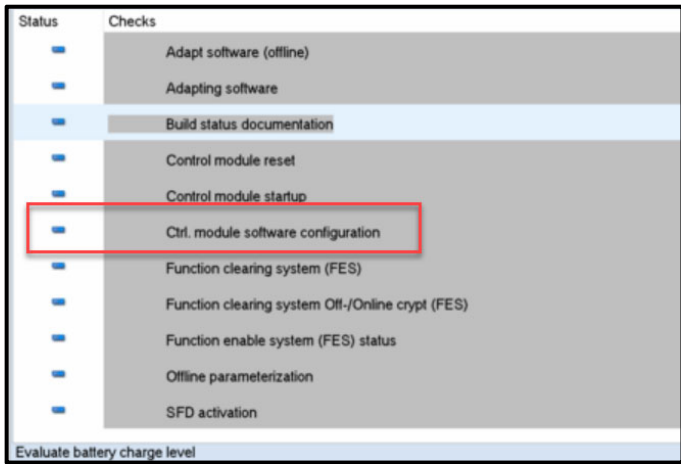 Status Checks
Adapt software (offline)
Adapting software
Build status documentation
Control module reset
Control module startup
Ctrl. module software configuration
Function clearing system (FES)
Function clearing system Off-/Online crypt (FES)
Function enable system (FES) status
Offline parameterization
SFD activation
Evaluate battery charge level